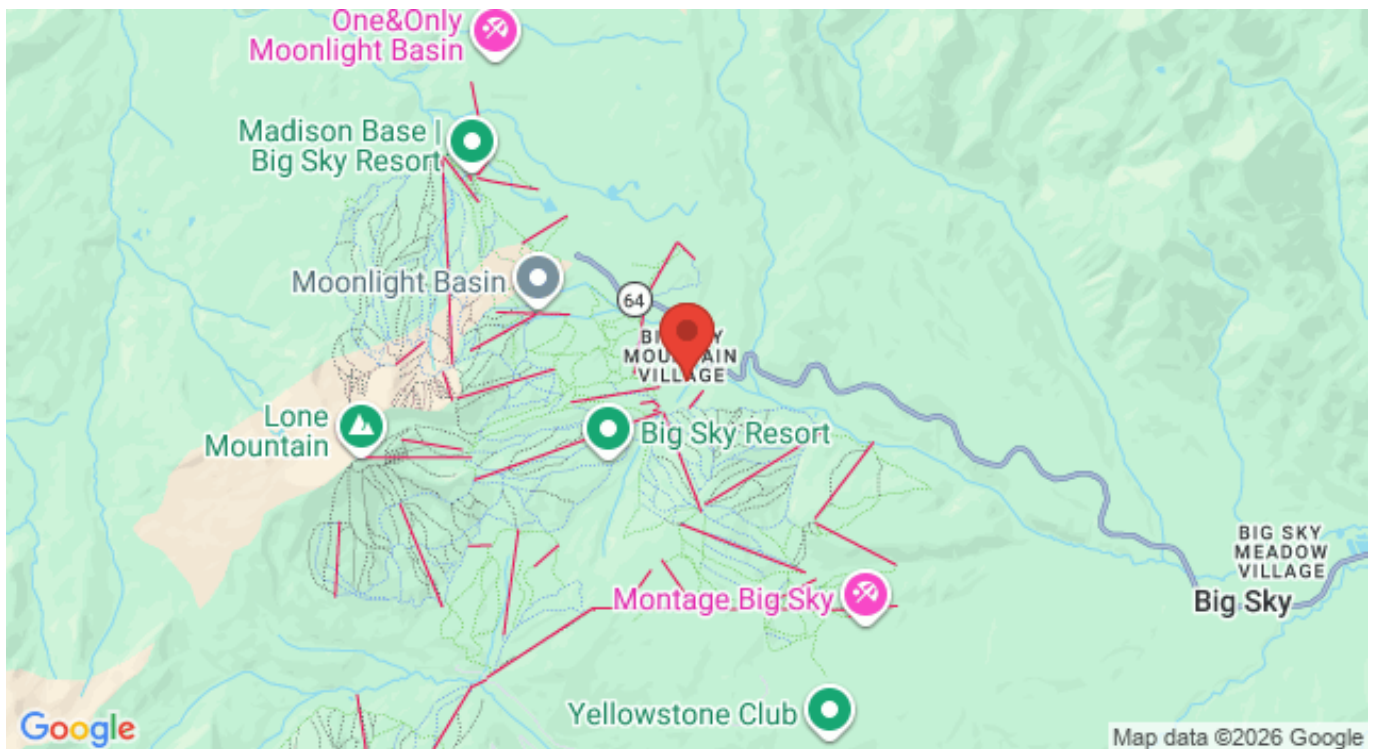 One&Only
Moonlight Basin
Madison Base |
Big Sky Resort
Moonlight Basin
64
MOUNTAIN
VILLAGE
Lone
Mountain
Big Sky Resort
BIG SKY
MEADOW
VILLAGE
Big Sky
Montage Big Sky
Yellowstone Club
Google
Map data ©2026 Google